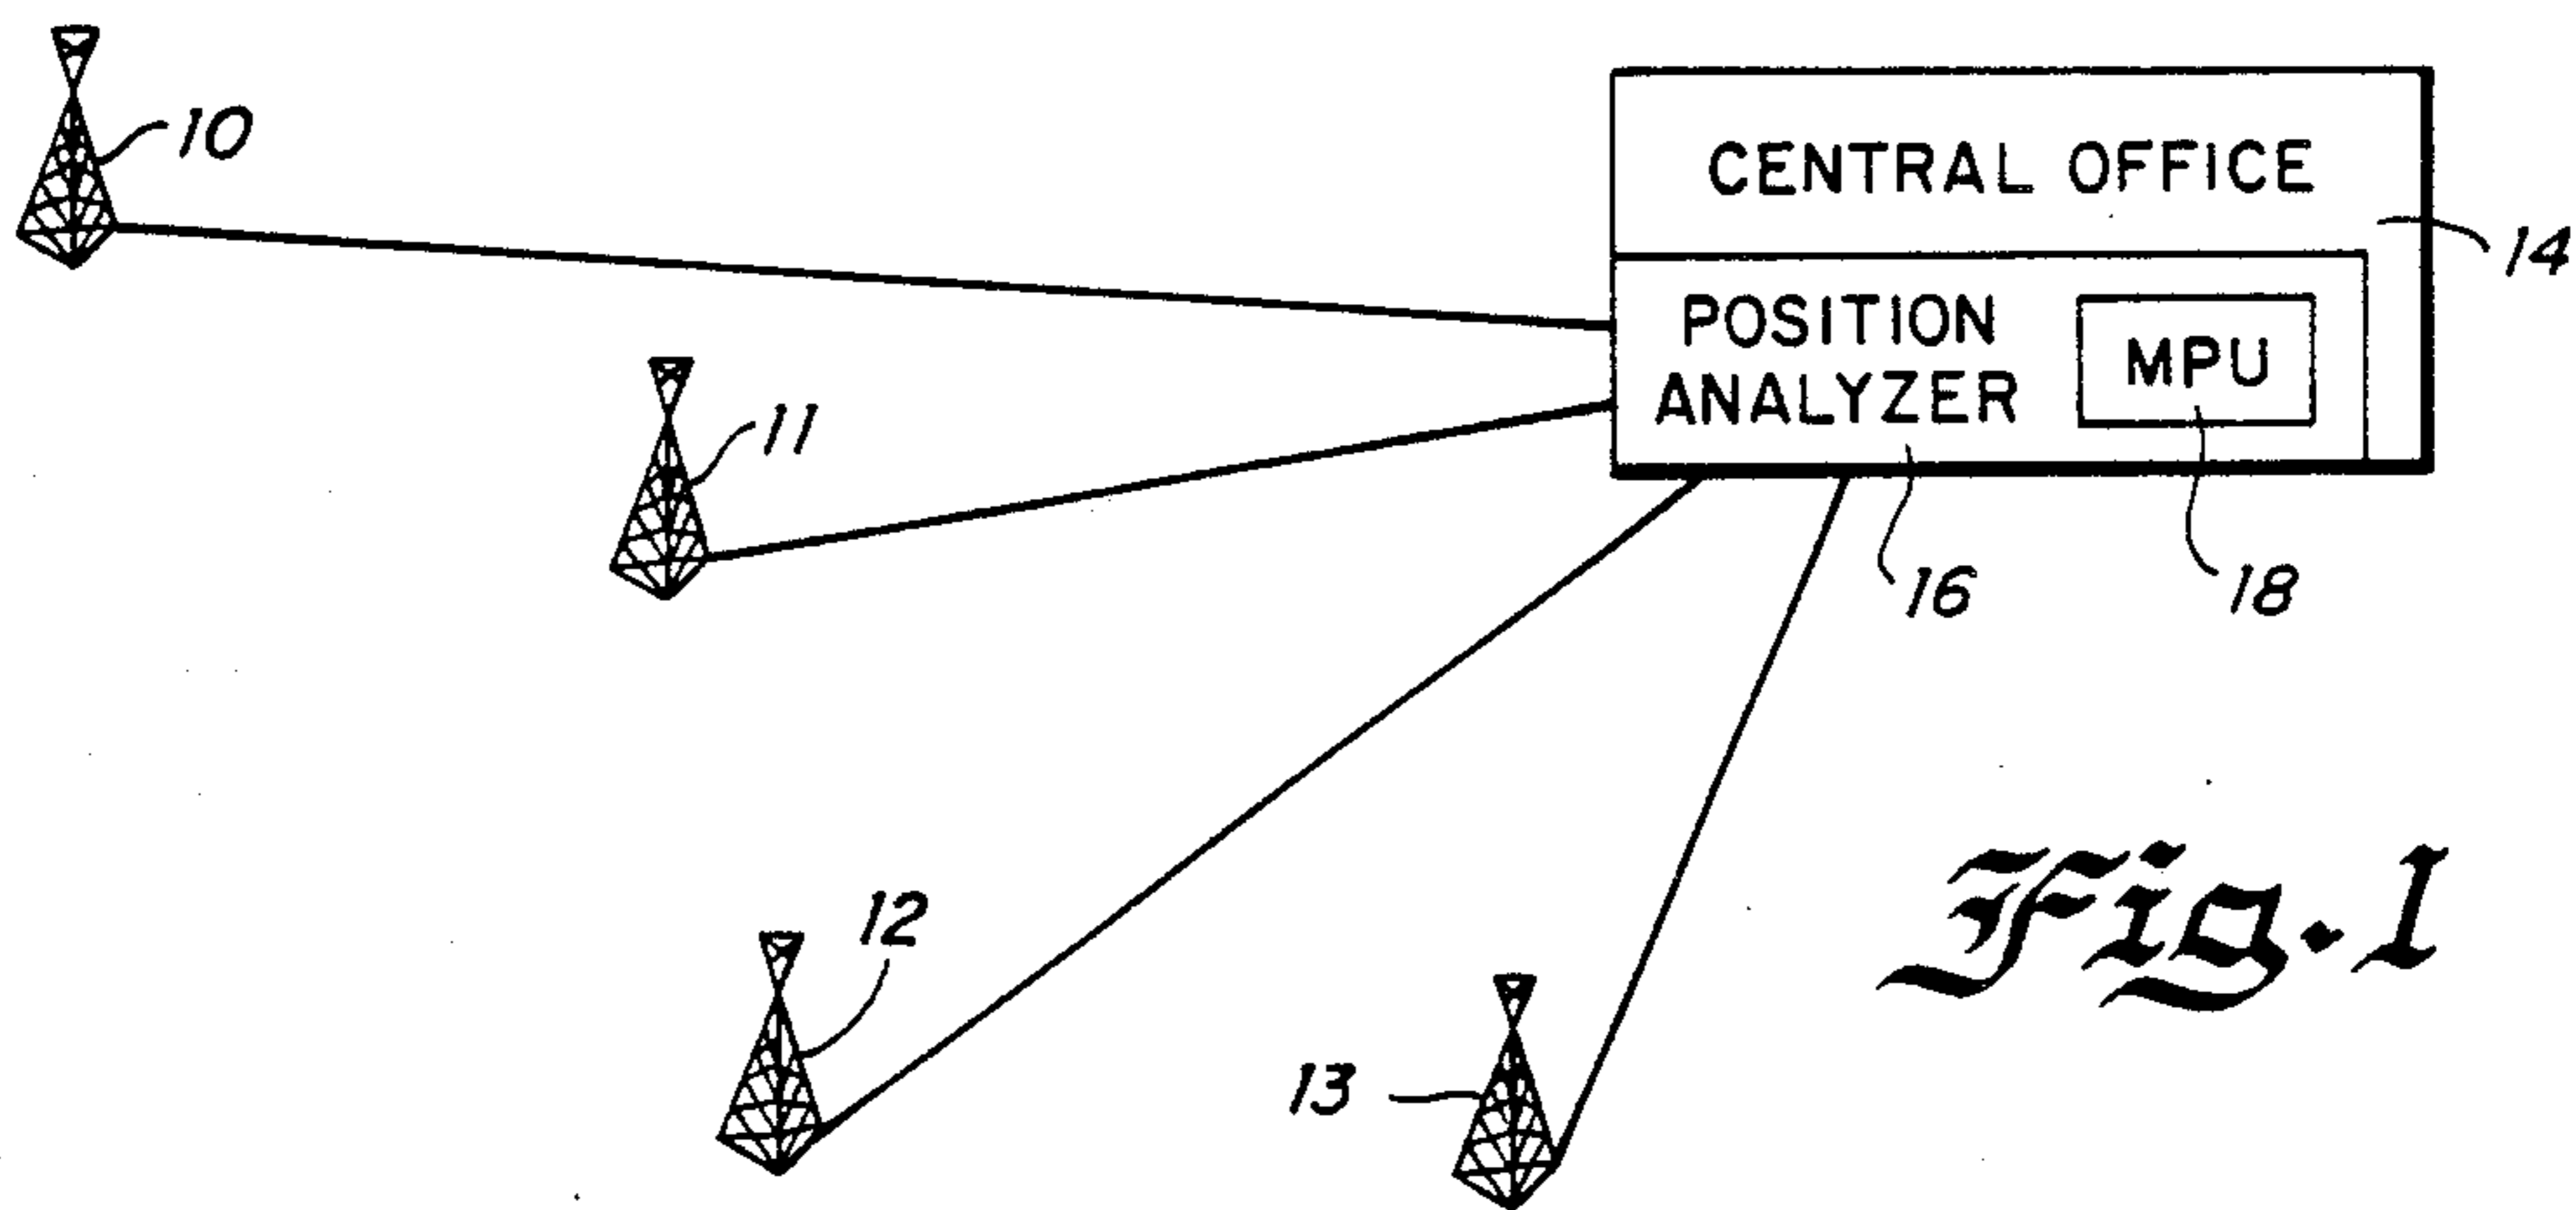 10
CENTRAL OFFICE
14
POSITION
ANALYZER
MPU
11
16
18
12
13
Fig. 1